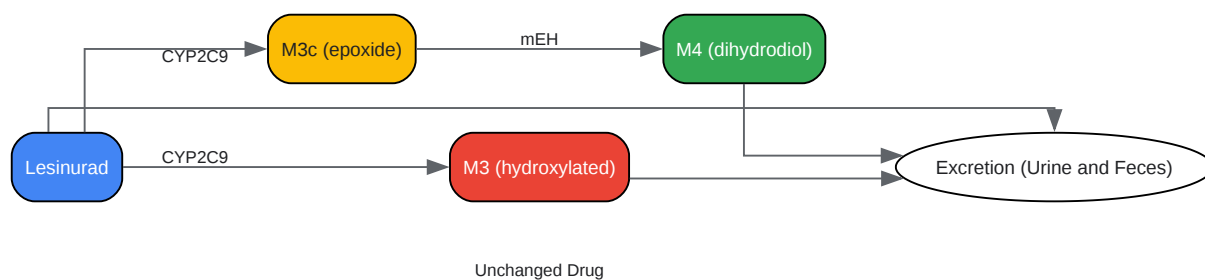 M3c (epoxide)
mEH
M4 (dihydrodiol)
CYP2C9
Lesinurad
CYP2C9
M3 (hydroxylated)
Excretion (Urine and Feces)
Unchanged Drug